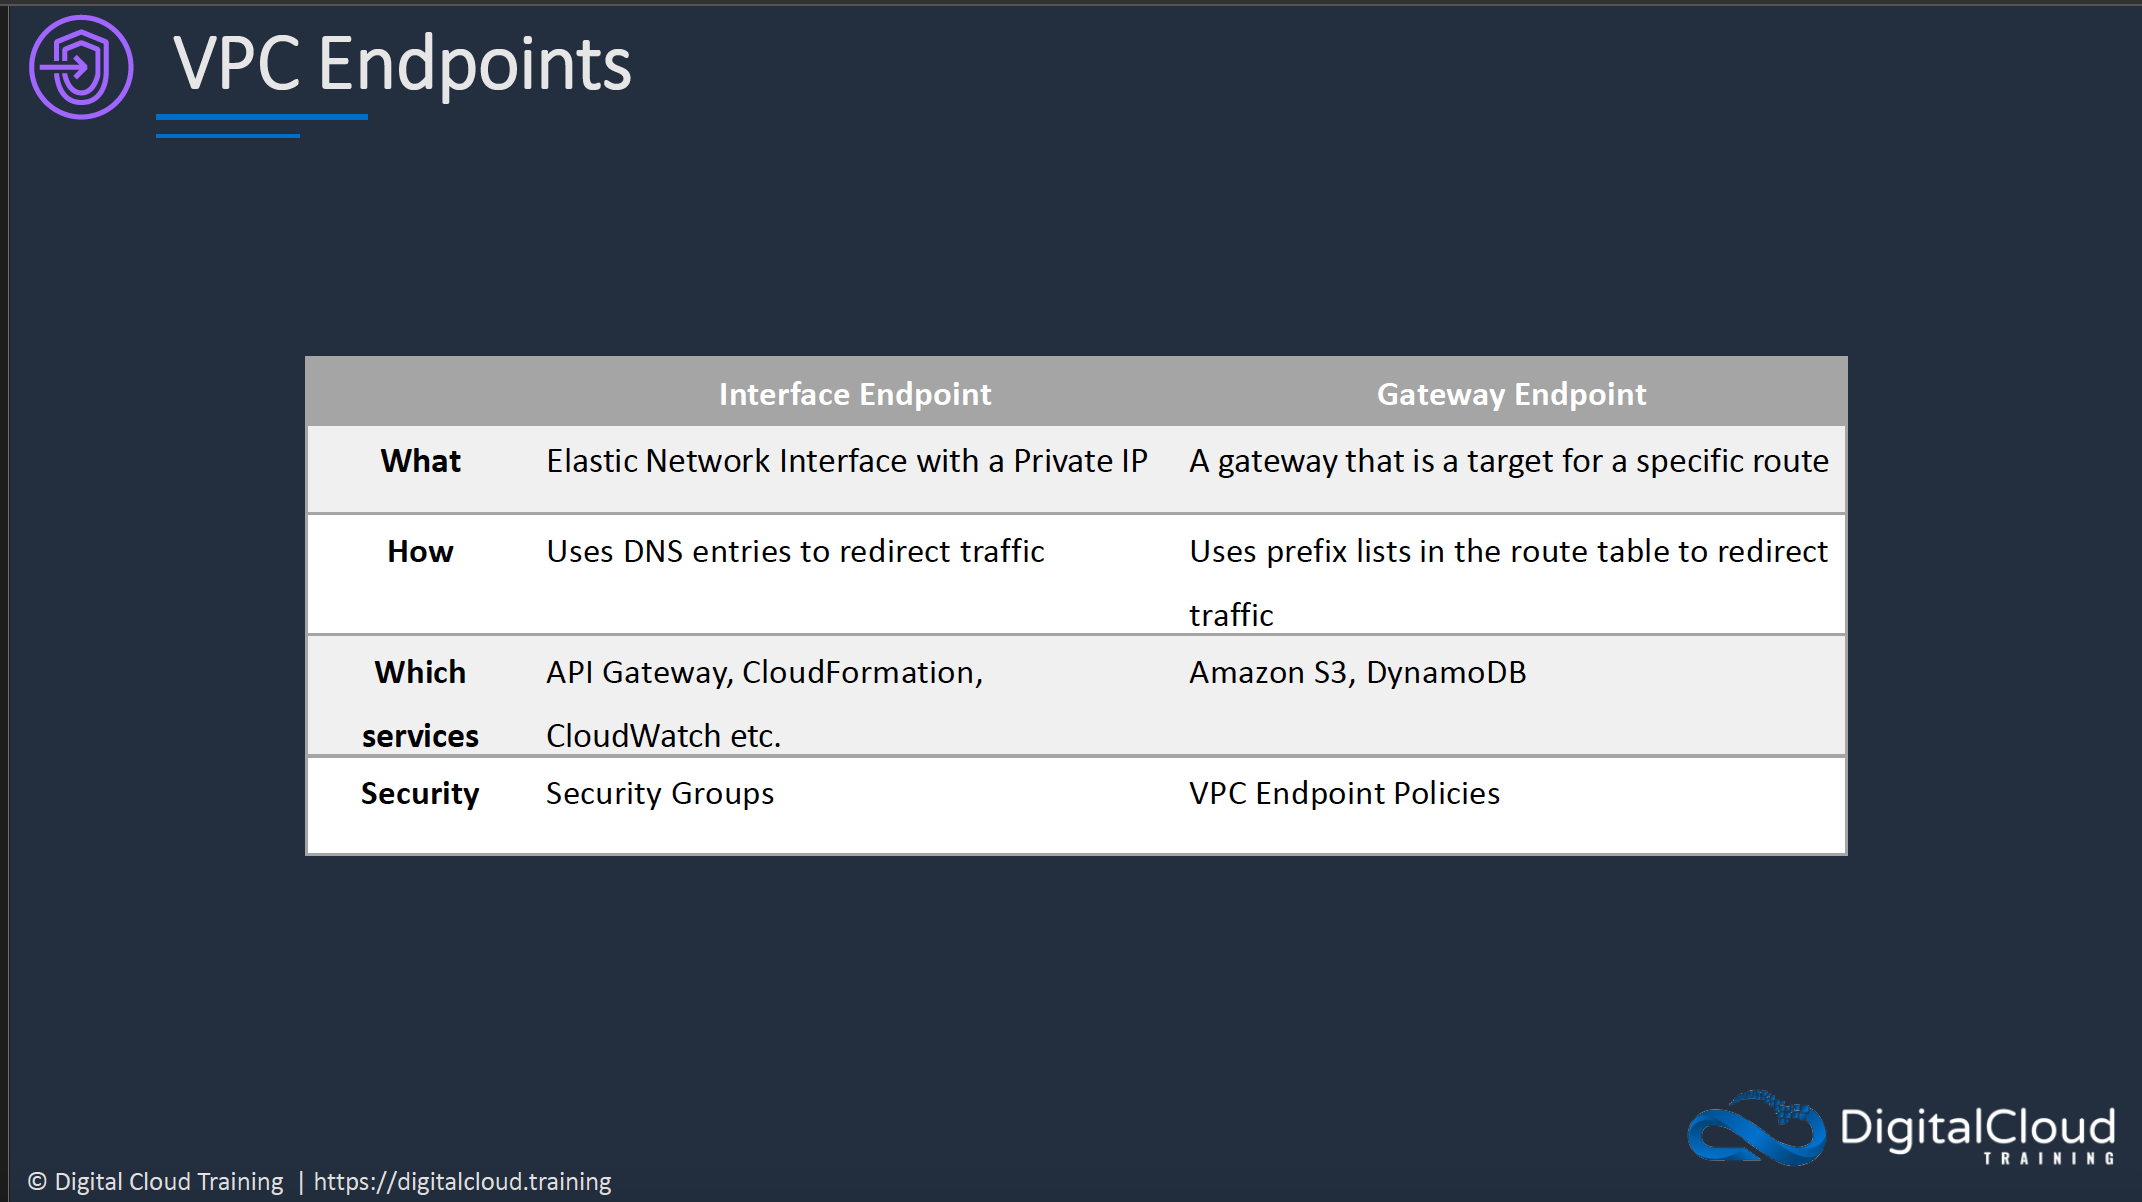 VPC Endpoints
Interface Endpoint Gateway Endpoint
What Elastic Network Interface with a Private IP A gateway that is a target for a specific route
How Uses DNS entries to redirect traffic Uses prefix lists in the route table to redirect
traffic
Which API Gateway, CloudFormation, Amazon S3, DynamoDB
services CloudWatch etc.
Security Security Groups VPC Endpoint Policies
DigitalCloud
TRAINING
© Digital Cloud Training | https://digitalcloud.training